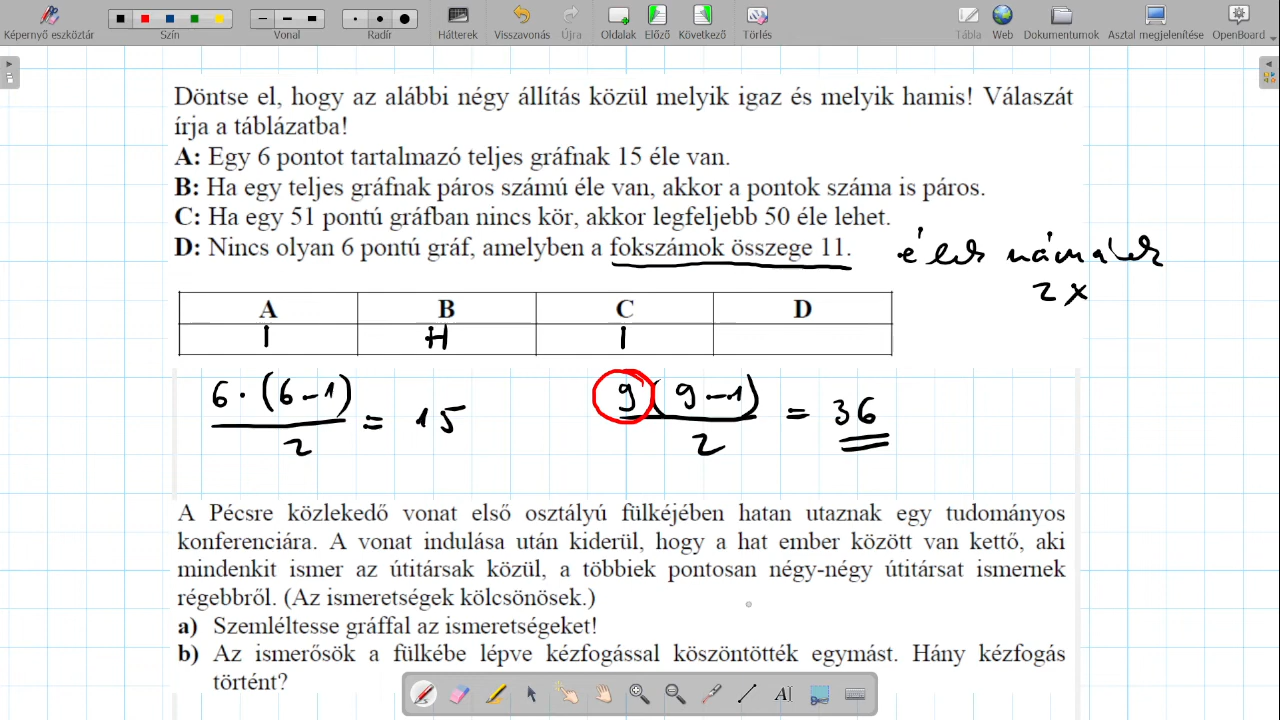 Képernyő eszköztár Szín Vonal Radír Hátterek Visszavonás Újra Oldalak Előző Következő Törlés Tábla Web Dokumentumok Asztal megjelenítése OpenBoard
Döntse el, hogy az alábbi négy állítás közül melyik igaz és melyik hamis! Válaszát
írja a táblázatba!
A: Egy 6 pontot tartalmazó teljes gráfnak 15 éle van.
B: Ha egy teljes gráfnak páros számú éle van, akkor a pontok száma is páros.
C: Ha egy 51 pontú gráfban nincs kör, akkor legfeljebb 50 éle lehet.
D: Nincs olyan 6 pontú gráf, amelyben a fokszámok összege 11.
élek számának
2 x
A B C D
I H I
6 · (6 - 1) / 2 = 15
9 (9 - 1) / 2 = 36
A Pécsre közlekedő vonat első osztályú fülkéjében hatan utaznak egy tudományos
konferenciára. A vonat indulása után kiderül, hogy a hat ember között van kettő, aki
mindenkit ismer az útitársak közül, a többiek pontosan négy-négy útitársat ismernek
régebbről. (Az ismeretségek kölcsönösek.)
a) Szemléltesse gráffal az ismeretségeket!
b) Az ismerősök a fülkébe lépve kézfogással köszöntötték egymást. Hány kézfogás
történt?